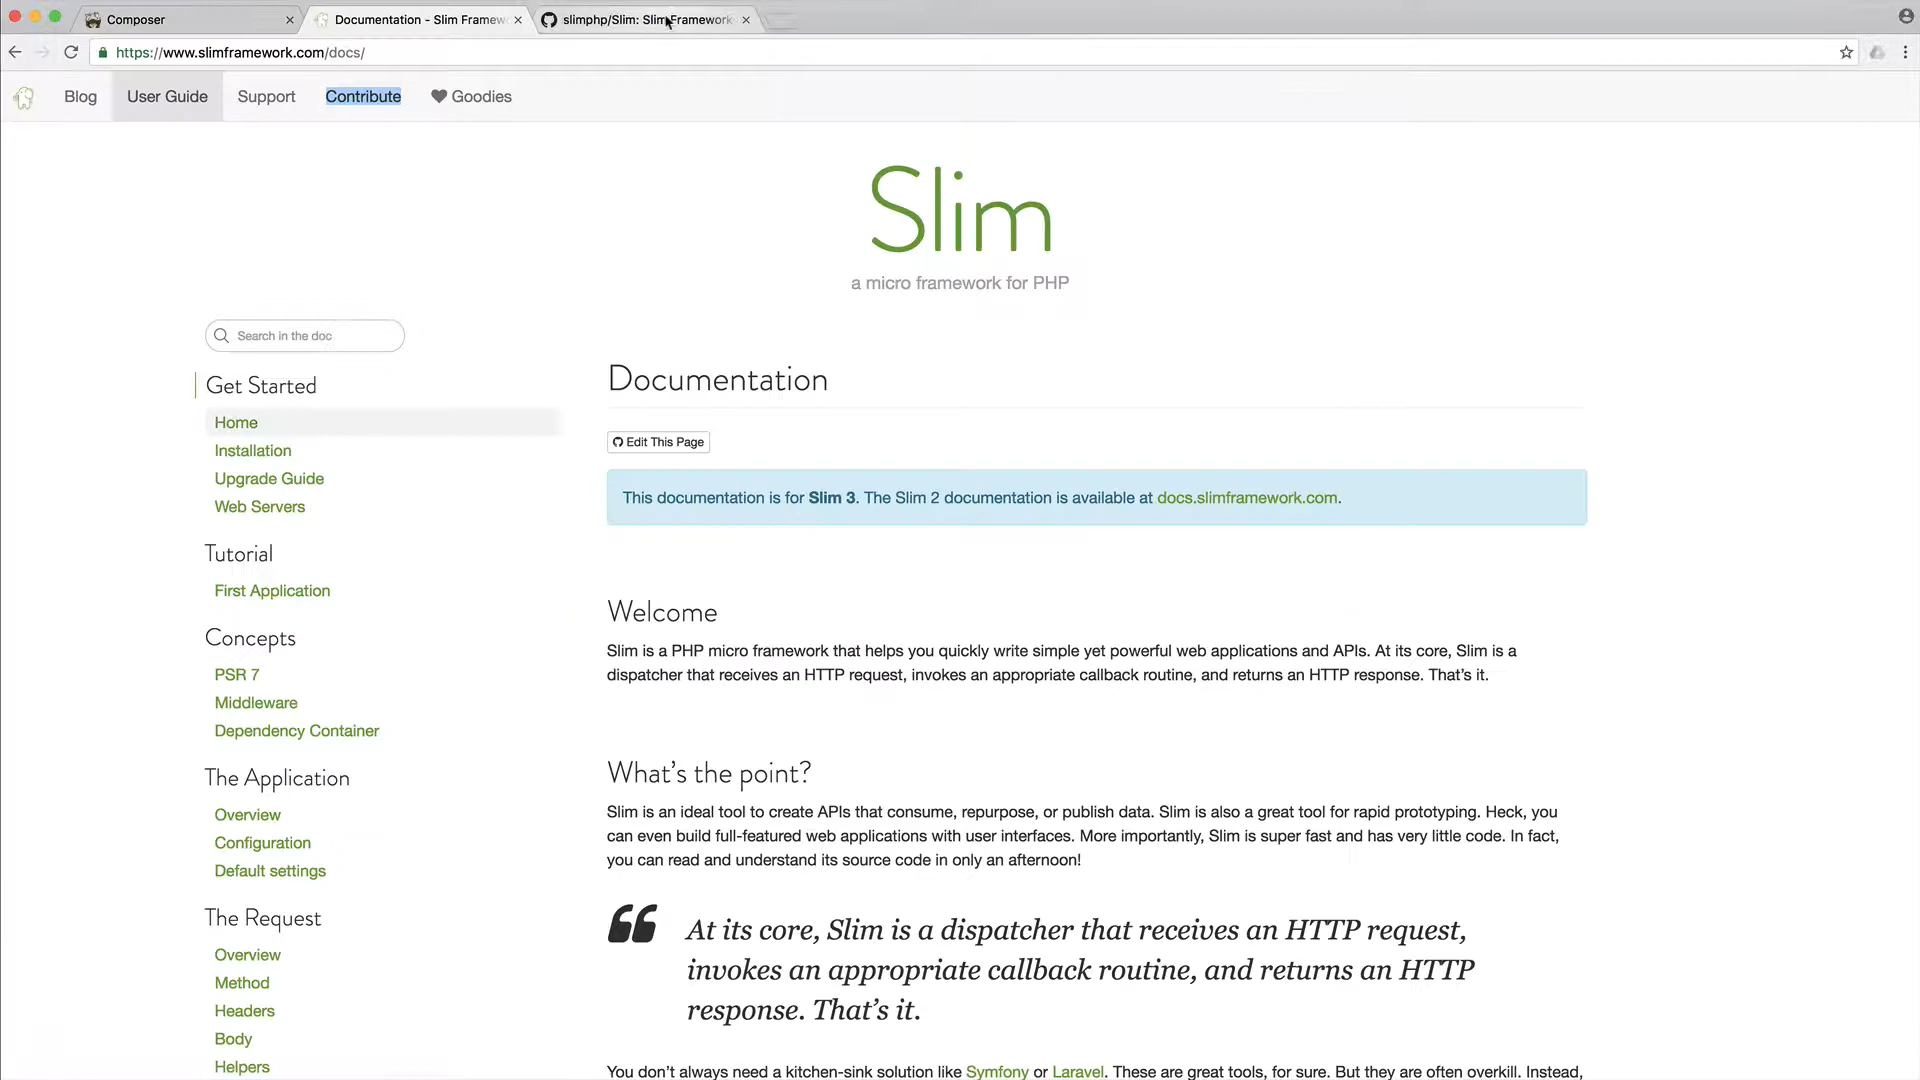 Composer
Documentation - Slim Framew
slimphp/Slim: Slim Framework
https://www.slimframework.com/docs/
Blog
User Guide
Support
Contribute
Goodies
Slim
a micro framework for PHP
Search in the doc
Get Started
Home
Installation
Upgrade Guide
Web Servers
Tutorial
First Application
Concepts
PSR 7
Middleware
Dependency Container
The Application
Overview
Configuration
Default settings
The Request
Overview
Method
Headers
Body
Helpers
Documentation
Edit This Page
This documentation is for Slim 3. The Slim 2 documentation is available at docs.slimframework.com.
Welcome
Slim is a PHP micro framework that helps you quickly write simple yet powerful web applications and APIs. At its core, Slim is a
dispatcher that receives an HTTP request, invokes an appropriate callback routine, and returns an HTTP response. That’s it.
What’s the point?
Slim is an ideal tool to create APIs that consume, repurpose, or publish data. Slim is also a great tool for rapid prototyping. Heck, you
can even build full-featured web applications with user interfaces. More importantly, Slim is super fast and has very little code. In fact,
you can read and understand its source code in only an afternoon!
“ At its core, Slim is a dispatcher that receives an HTTP request,
invokes an appropriate callback routine, and returns an HTTP
response. That’s it.
You don’t always need a kitchen-sink solution like Symfony or Laravel. These are great tools, for sure. But they are often overkill. Instead,